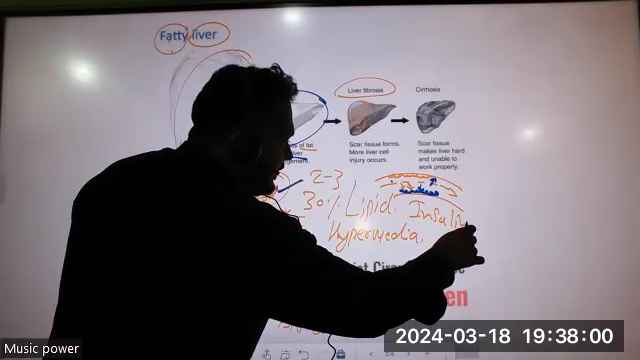 Fatty liver
Liver fibrosis
Cirrhosis
of fat
liver
Scar tissue forms.
More liver cell
injury occurs.
Scar tissue
makes liver hard
and unable to
work properly.
2-3
30% Lipid.
Insulin
Music power
2024-03-18 19:38:00